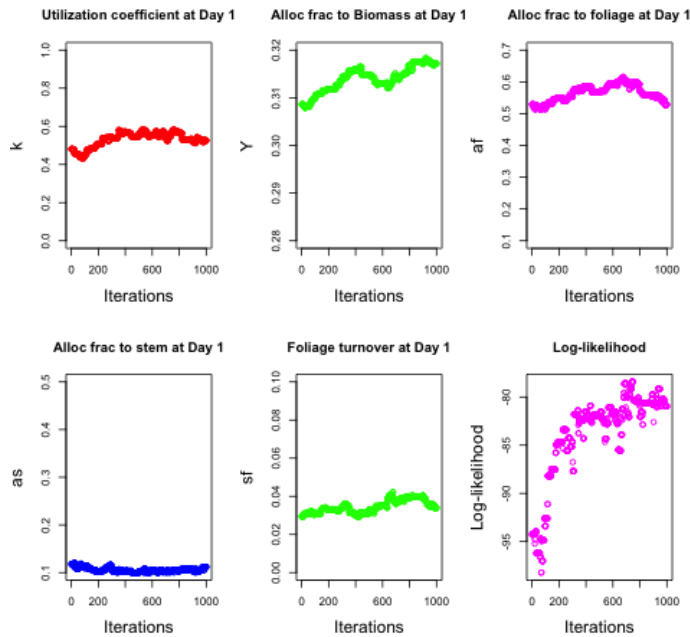 Utilization coefficient at Day 1
k
0.0 0.2 0.4 0.6 0.8 1.0
0 200 600 1000
Iterations
Alloc frac to Biomass at Day 1
Y
0.28 0.29 0.30 0.31 0.32
0 200 600 1000
Iterations
Alloc frac to foliage at Day 1
af
0.1 0.2 0.3 0.4 0.5 0.6 0.7
0 200 600 1000
Iterations
Alloc frac to stem at Day 1
as
0.1 0.2 0.3 0.4 0.5
0 200 600 1000
Iterations
Foliage turnover at Day 1
sf
0.00 0.02 0.04 0.06 0.08 0.10
0 200 600 1000
Iterations
Log-likelihood
Log-likelihood
-95 -90 -85 -80
0 200 600 1000
Iterations